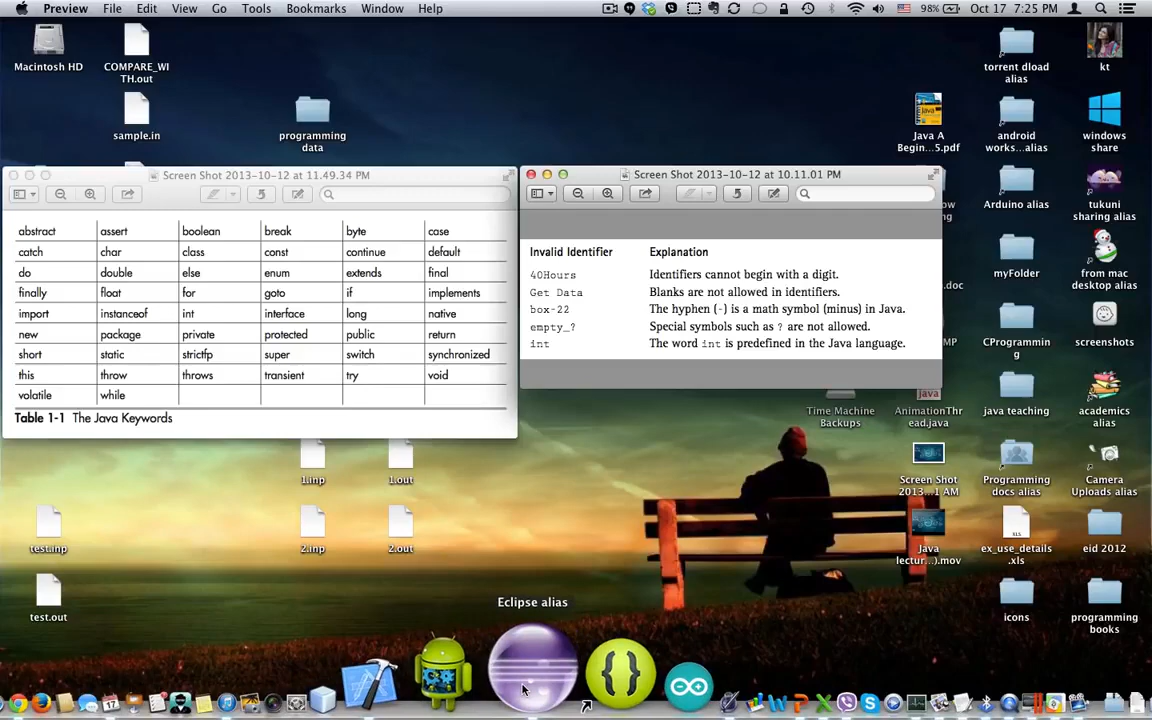 Preview File Edit View Go Tools Bookmarks Window Help
98% Oct 17 7:25 PM
Macintosh HD
COMPARE_WI
TH.out
sample.in
programming
data
torrent dload
alias
kt
Java A
Begin...5.pdf
android
works...alias
windows
share
Screen Shot 2013-10-12 at 11.49.34 PM
abstract assert boolean break byte case
catch char class const continue default
do double else enum extends final
finally float for goto if implements
import instanceof int interface long native
new package private protected public return
short static strictfp super switch synchronized
this throw throws transient try void
volatile while
Table 1-1 The Java Keywords
Screen Shot 2013-10-12 at 10.11.01 PM
Invalid Identifier Explanation
40Hours Identifiers cannot begin with a digit.
Get Data Blanks are not allowed in identifiers.
box-22 The hyphen (-) is a math symbol (minus) in Java.
empty_? Special symbols such as ? are not allowed.
int The word int is predefined in the Java language.
Arduino alias
tukuni
sharing alias
myFolder
from mac
desktop alias
.doc
CProgrammin
g
screenshots
MP
Time Machine
Backups
Java
AnimationThr
ead.java
java teaching
academics
alias
1.inp
1.out
Screen Shot
2013...1 AM
Programming
docs alias
Camera
Uploads alias
test.inp
2.inp
2.out
Java
lectur...).mov
XLS
ex_use_details
.xls
eid 2012
test.out
Eclipse alias
icons
programming
books
17